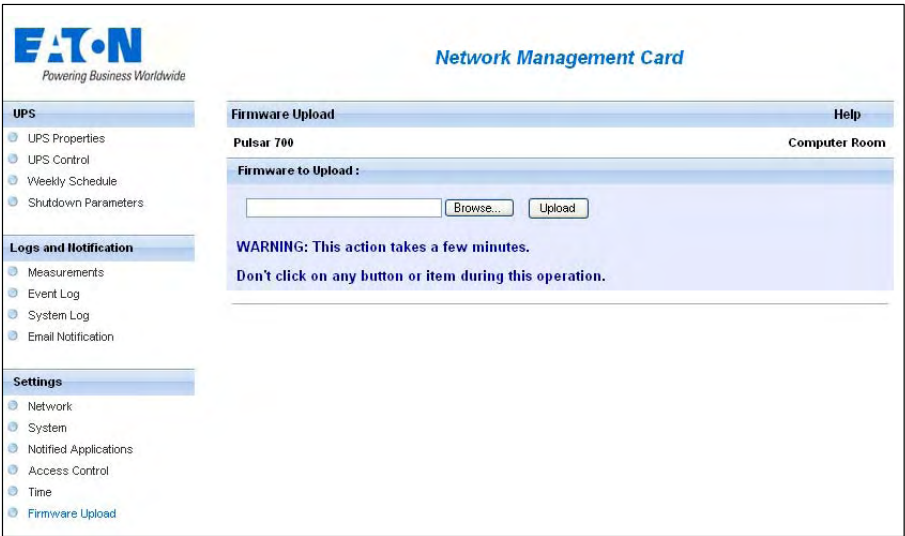 EATON
Powering Business Worldwide
Network Management Card
UPS
UPS Properties
UPS Control
Weekly Schedule
Shutdown Parameters
Logs and Notification
Measurements
Event Log
System Log
Email Notification
Settings
Network
System
Notified Applications
Access Control
Time
Firmware Upload
Firmware Upload Help
Pulsar 700 Computer Room
Firmware to Upload :
Browse... Upload
WARNING: This action takes a few minutes.
Don't click on any button or item during this operation.